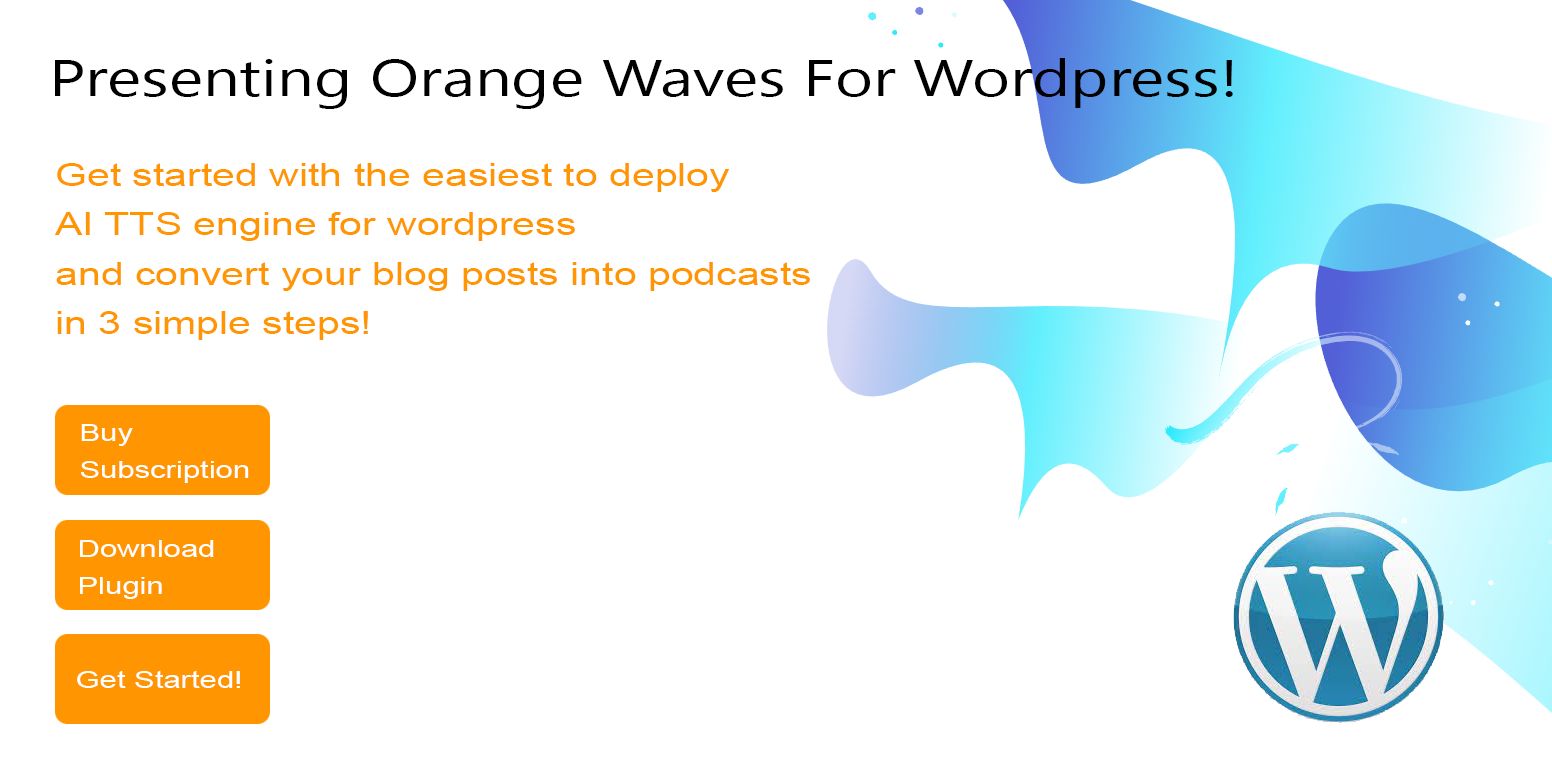 Presenting Orange Waves For Wordpress!
Get started with the easiest to deploy
AI TTS engine for wordpress
and convert your blog posts into podcasts
in 3 simple steps!
Buy
Subscription
Download
Plugin
Get Started!
W